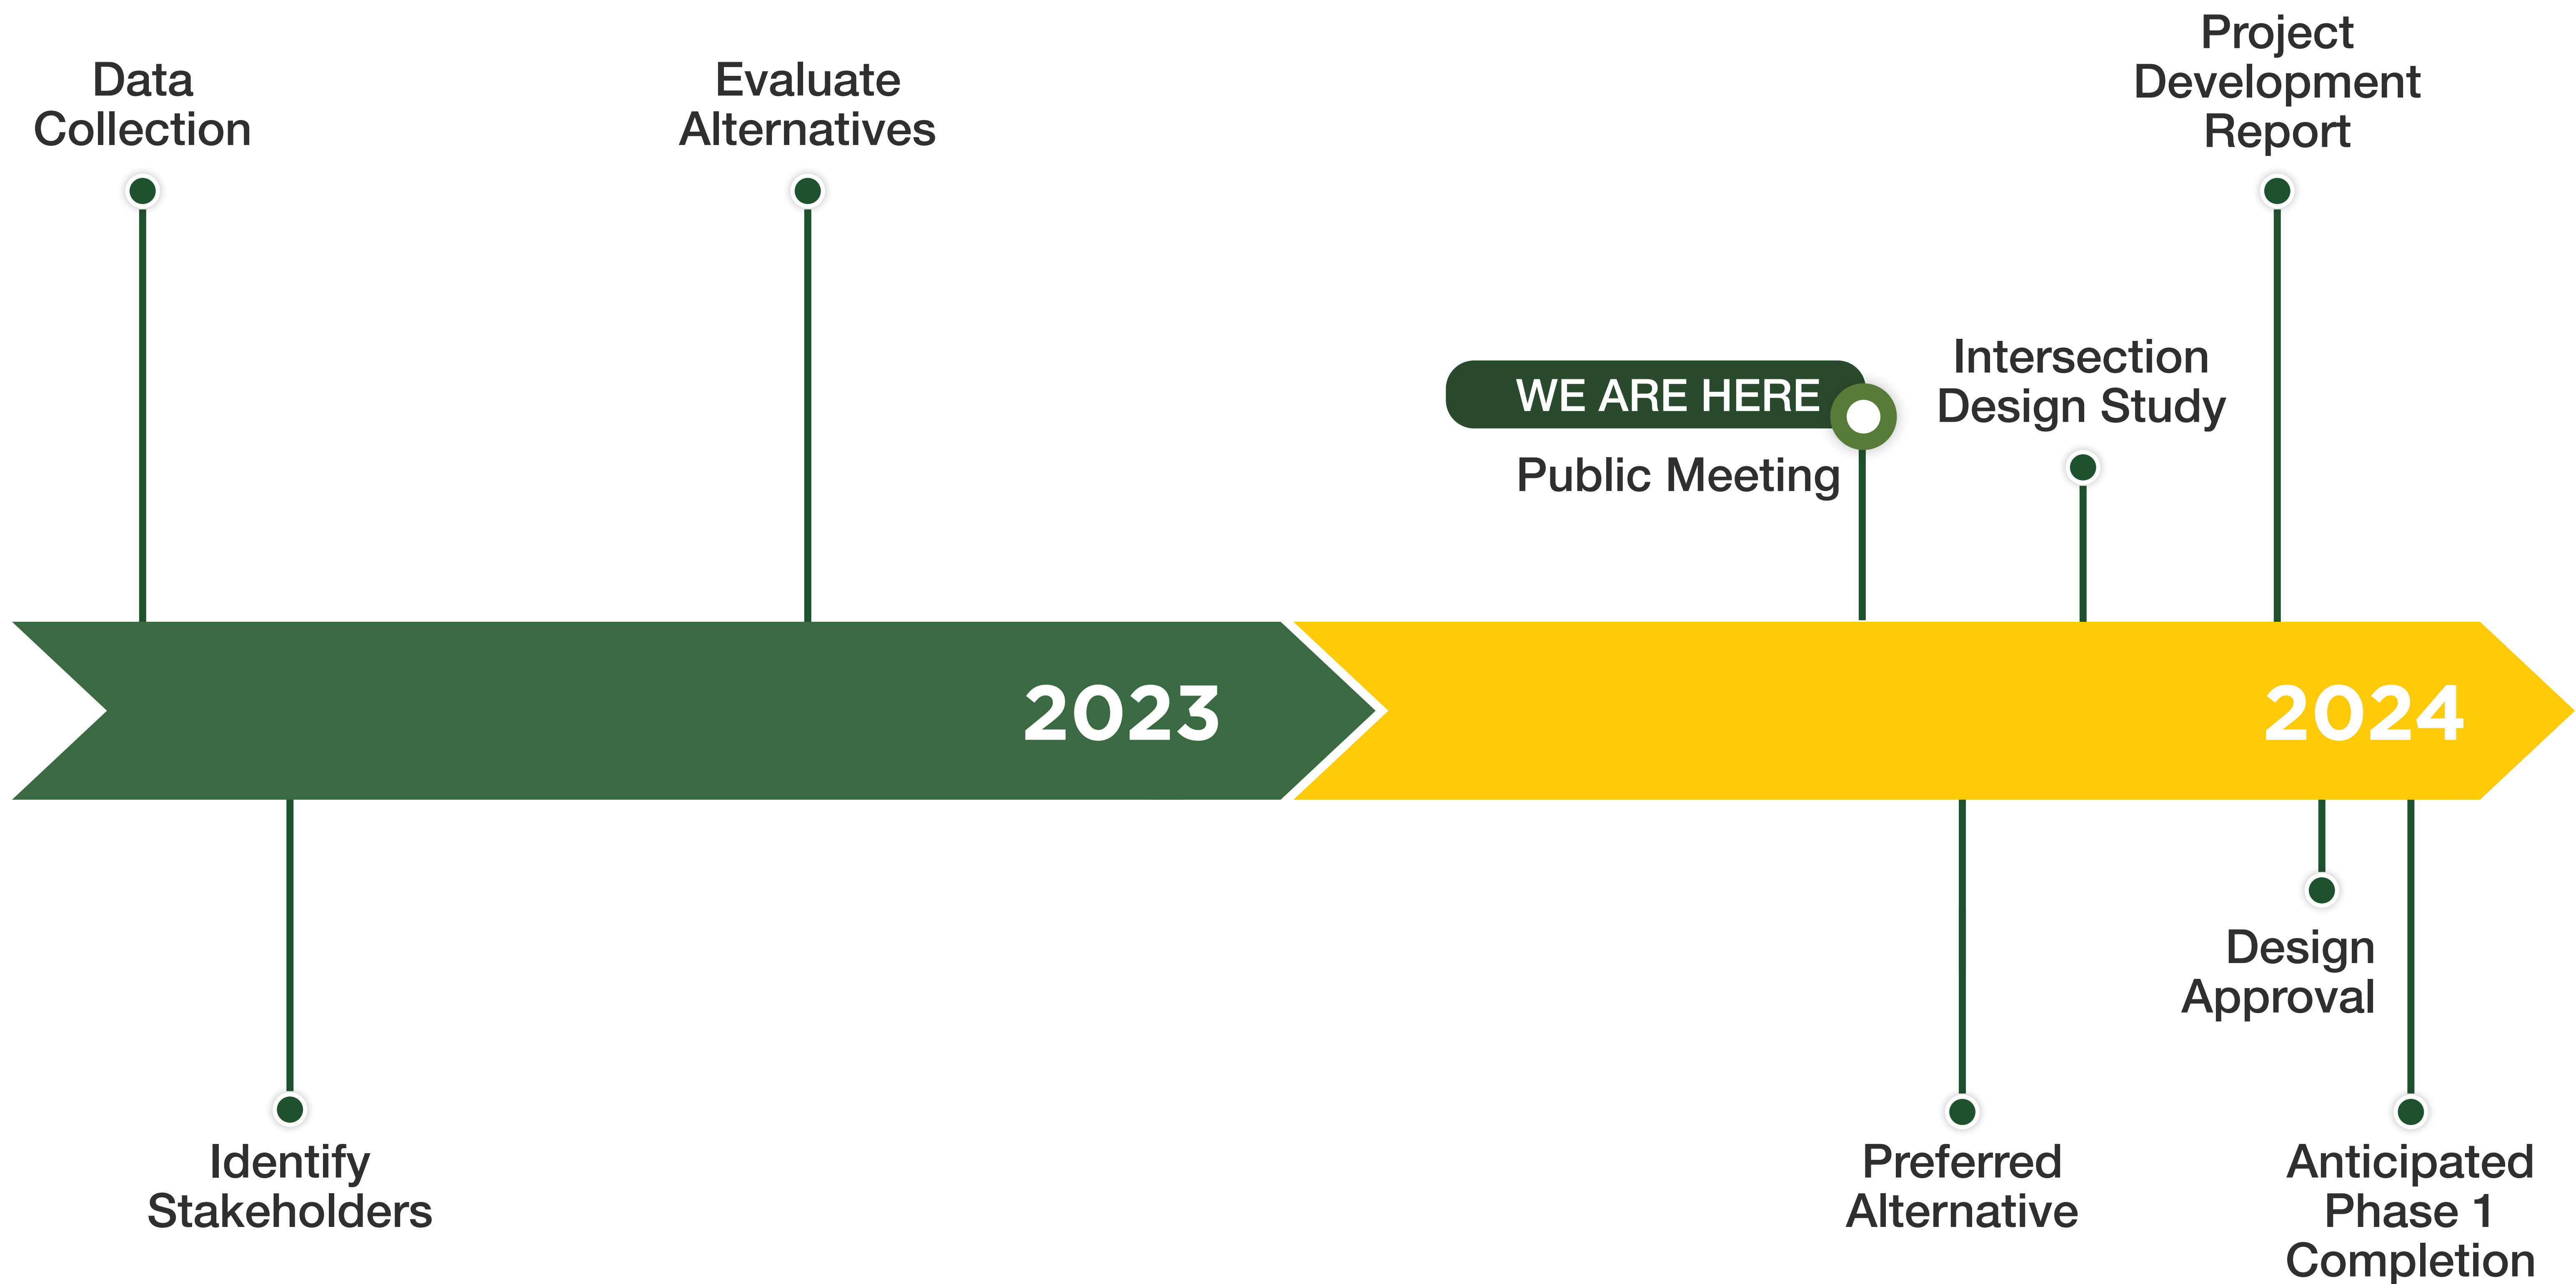 Data
Collection
Evaluate
Alternatives
Project
Development
Report
WE ARE HERE
Public Meeting
Intersection
Design Study
2023
2024
Design
Approval
Identify
Stakeholders
Preferred
Alternative
Anticipated
Phase 1
Completion